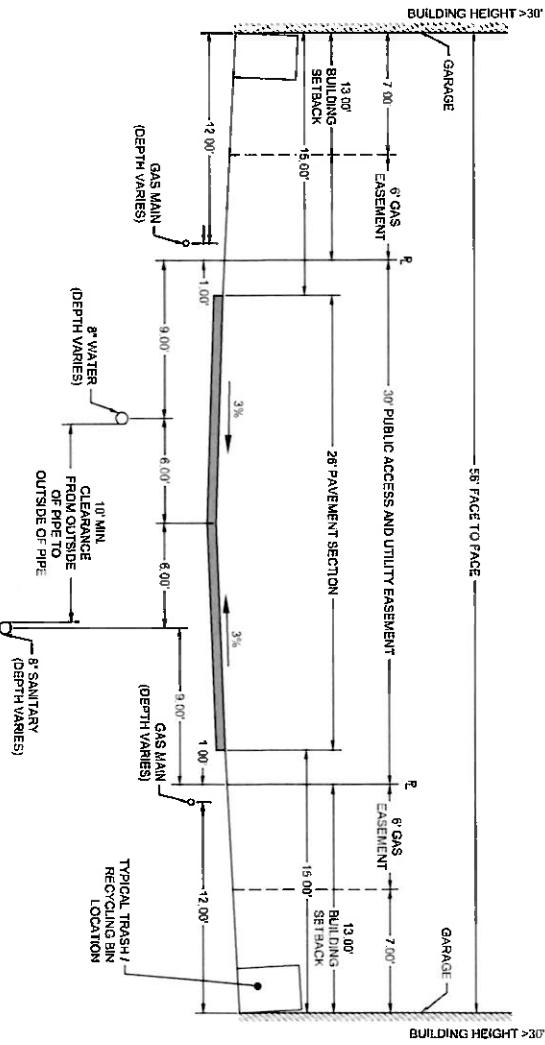 BUILDING HEIGHT >30'
GARAGE
56' FACE TO FACE
GARAGE
BUILDING HEIGHT >30'
7.00'
6' GAS
EASEMENT
℄
30' PUBLIC ACCESS AND UTILITY EASEMENT
℄
6' GAS
EASEMENT
7.00'
13.00'
BUILDING
SETBACK
13.00'
BUILDING
SETBACK
15.00'
26' PAVEMENT SECTION
15.00'
3%
3%
12.00'
1.00'
1.00'
12.00'
GAS MAIN
(DEPTH VARIES)
9.00'
6.00'
6.00'
9.00'
GAS MAIN
(DEPTH VARIES)
TYPICAL TRASH /
RECYCLING BIN
LOCATION
8" WATER
(DEPTH VARIES)
10' MIN.
CLEARANCE
FROM OUTSIDE
OF PIPE TO
OUTSIDE OF PIPE
8" SANITARY
(DEPTH VARIES)